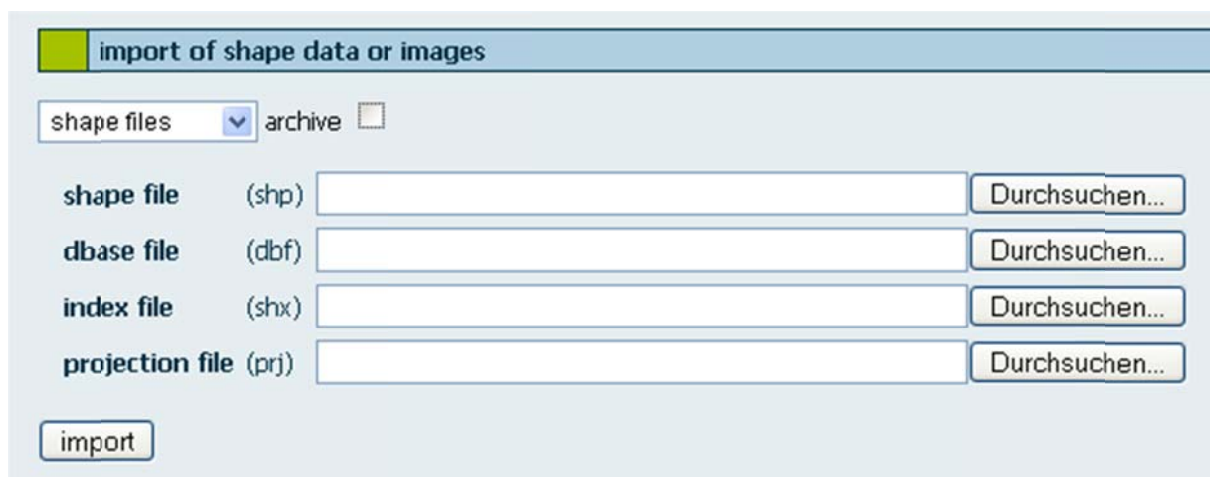 import of shape data or images
shape files archive
shape file (shp) Durchsuchen...
dbase file (dbf) Durchsuchen...
index file (shx) Durchsuchen...
projection file (prj) Durchsuchen...
import